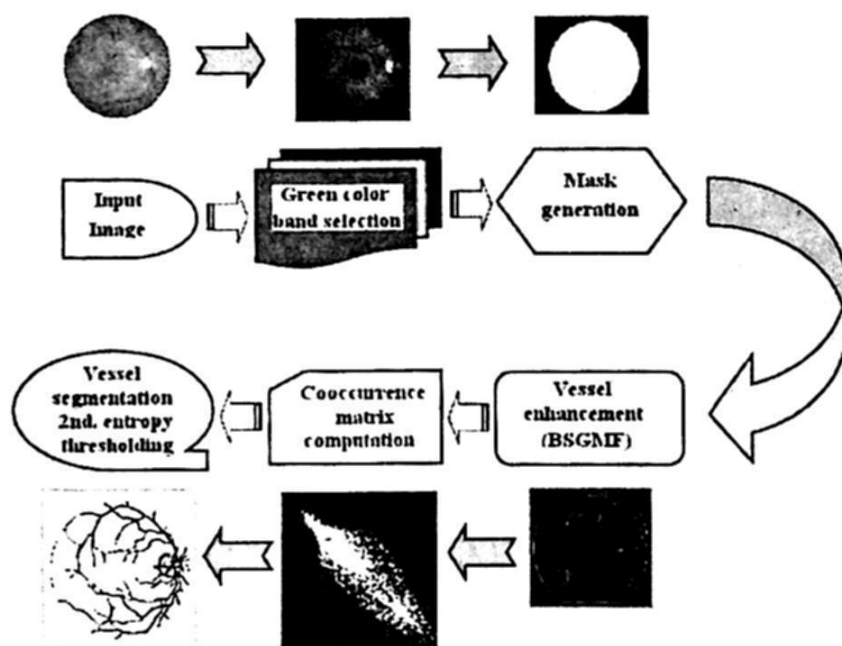 Input
Image
Green color
band selection
Mask
generation
Vessel
segmentation
2nd. entropy
thresholding
Cooccurrence
matrix
computation
Vessel
enhancement
(BSGMF)